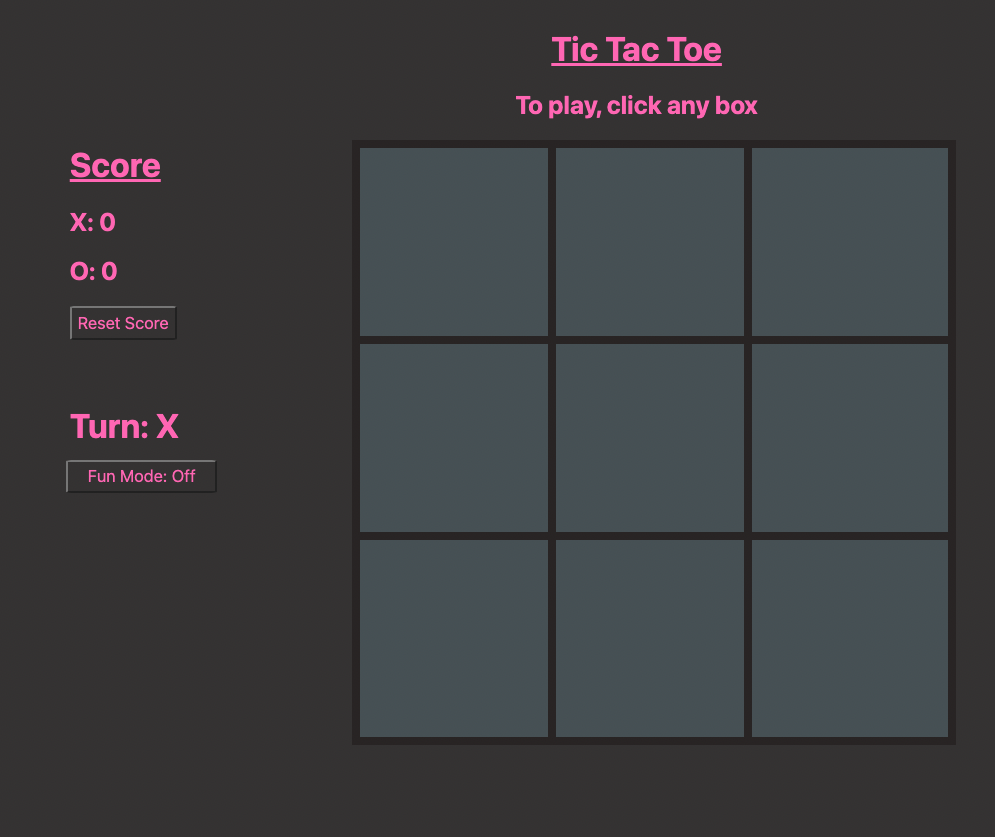 Tic Tac Toe
To play, click any box
Score
X: 0
O: 0
Reset Score
Turn: X
Fun Mode: Off